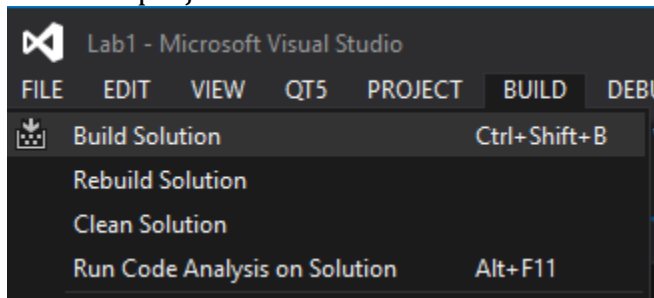 Lab1 - Microsoft Visual Studio
FILE EDIT VIEW QT5 PROJECT BUILD
Build Solution Ctrl+Shift+B
Rebuild Solution
Clean Solution
Run Code Analysis on Solution Alt+F11